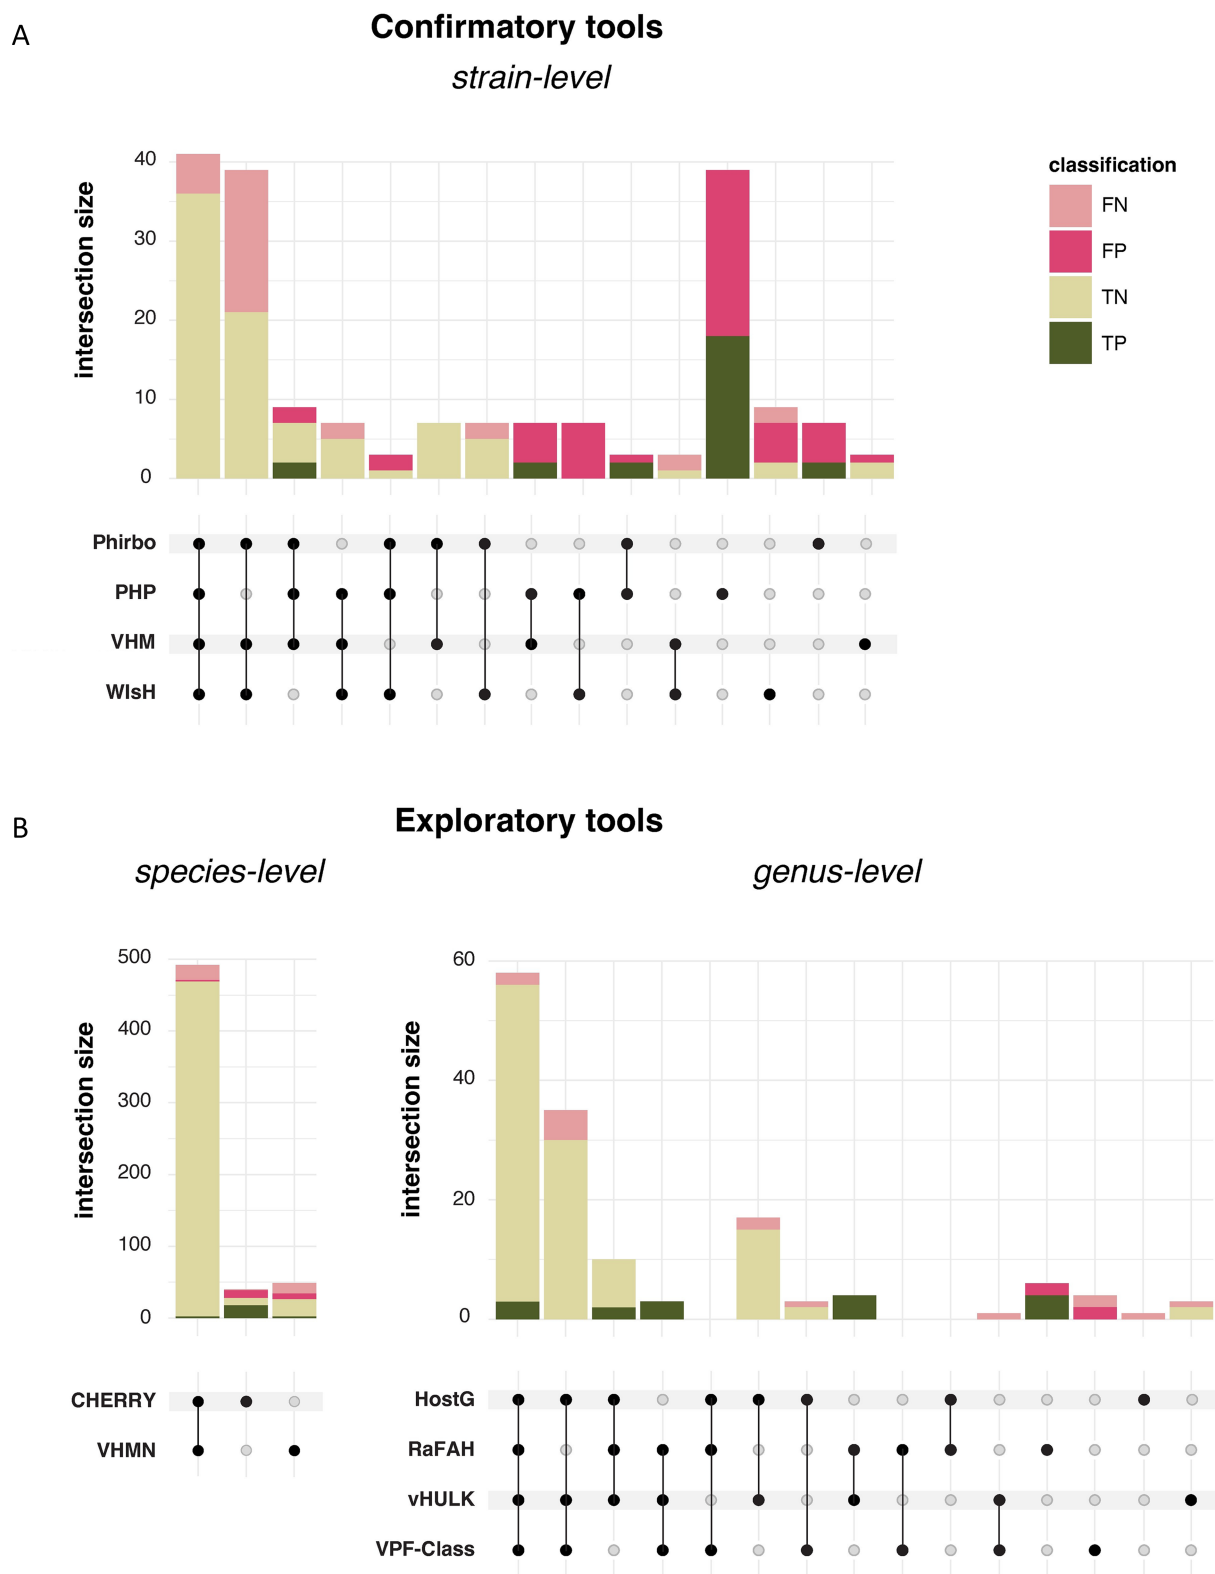 A
Confirmatory tools
strain-level
intersection size
40
30
20
10
0
classification
FN
FP
TN
TP
Phirbo
PHP
VHM
WIsH
B
Exploratory tools
species-level
genus-level
intersection size
500
400
300
200
100
0
intersection size
60
40
20
0
CHERRY
VHMN
HostG
RaFAH
vHULK
VPF-Class